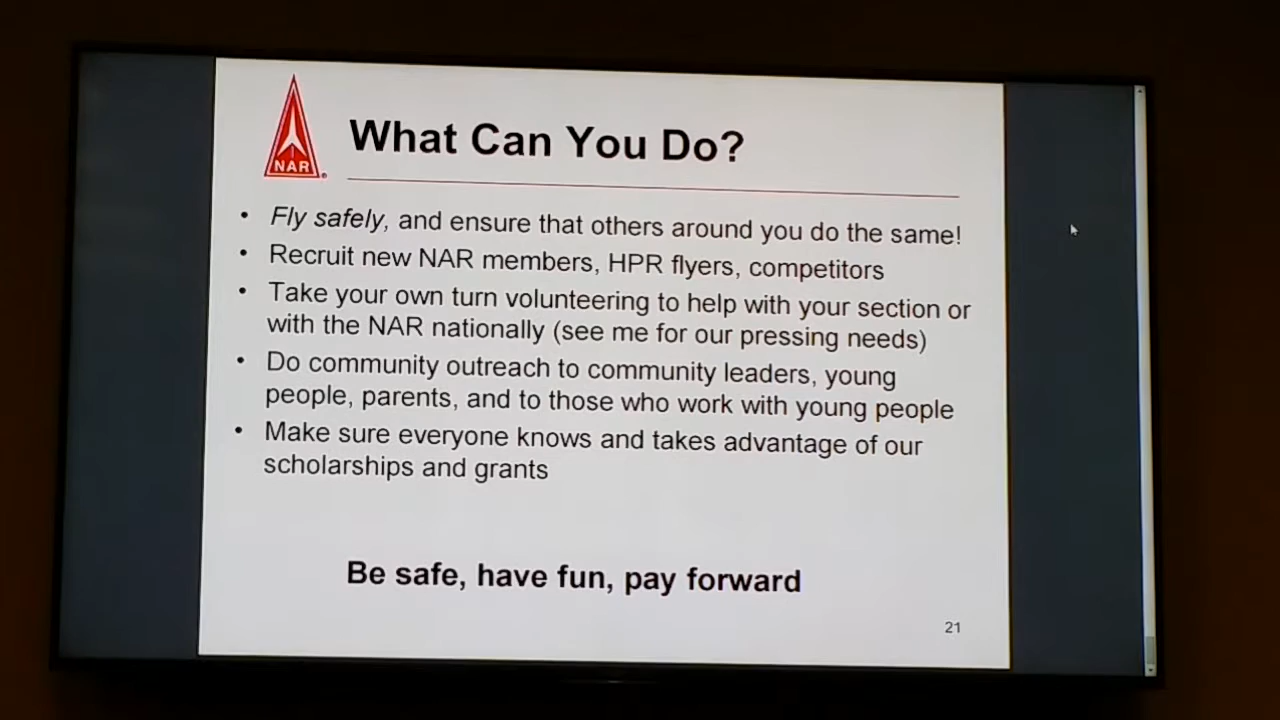 NAR
What Can You Do?
• Fly safely, and ensure that others around you do the same!
• Recruit new NAR members, HPR flyers, competitors
• Take your own turn volunteering to help with your section or
with the NAR nationally (see me for our pressing needs)
• Do community outreach to community leaders, young
people, parents, and to those who work with young people
• Make sure everyone knows and takes advantage of our
scholarships and grants
Be safe, have fun, pay forward
21